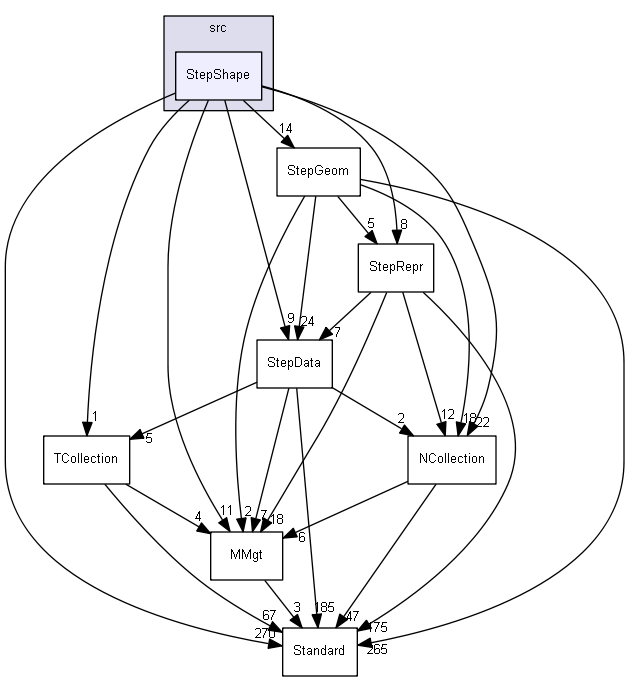 src
StepShape
14
StepGeom
5
8
StepRepr
9
24
7
StepData
1
5
2
12
18
22
TCollection
NCollection
4
11
2
7
18
6
MMgt
67
3
185
47
175
270
265
Standard